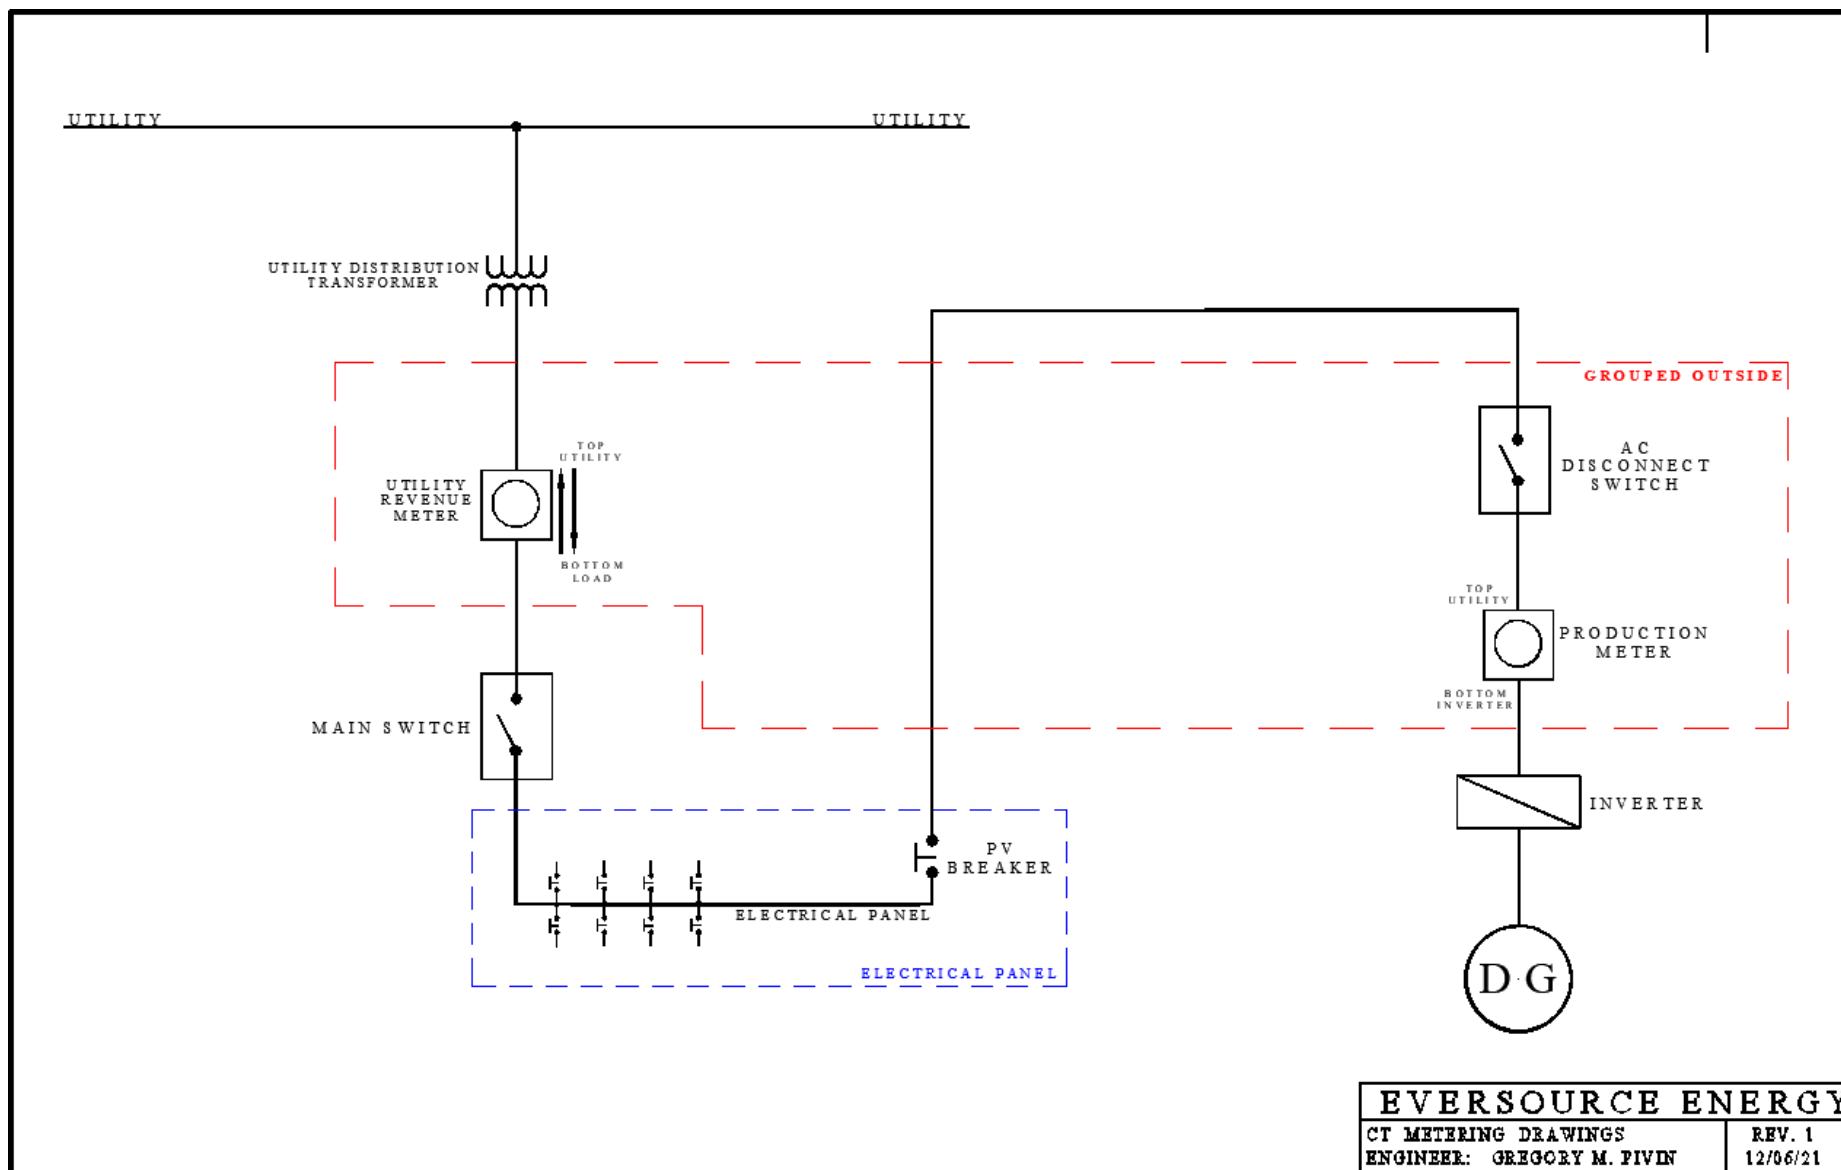 UTILITY
UTILITY
UTILITY DISTRIBUTION
TRANSFORMER
GROUPED OUTSIDE
TOP
UTILITY
UTILITY
REVENUE
METER
BOTTOM
LOAD
AC
DISCONNECT
SWITCH
TOP
UTILITY
PRODUCTION
METER
BOTTOM
INVERTER
MAIN SWITCH
INVERTER
PV
BREAKER
ELECTRICAL PANEL
ELECTRICAL PANEL
D G
EVERSOURCE ENERGY
CT METERING DRAWINGS
REV. 1
ENGINEER: GREGORY M. PIVIN
12/06/21